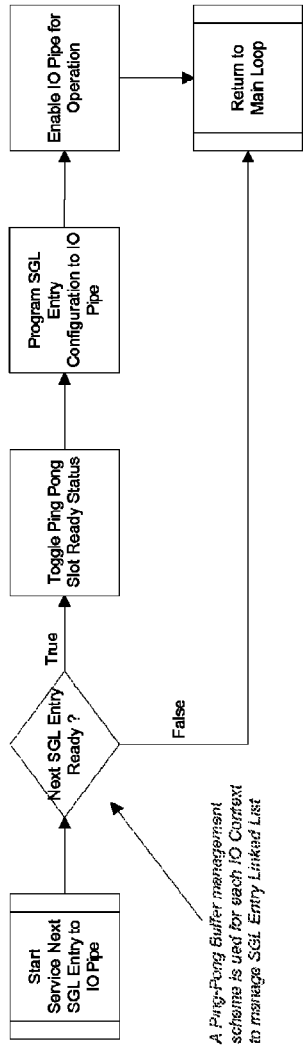 Start
Service Next
SGL Entry to
IO Pipe
Next SGL Entry
Ready ?
True
False
Toggle Ping Pong
Slot Ready Status
Program SGL
Entry
Configuration to IO
Pipe
Enable IO Pipe for
Operation
Return to
Main Loop
A Ping-Pong Buffer management
scheme is ued for each IO Context
to manage SGL Entry Linked List